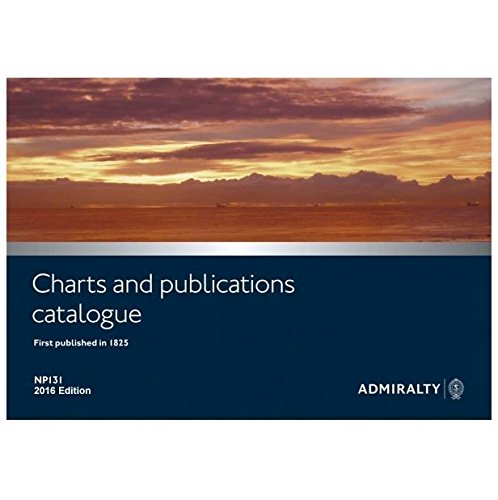 Charts and publications
catalogue
First published in 1825
NP131
2016 Edition
ADMIRALTY